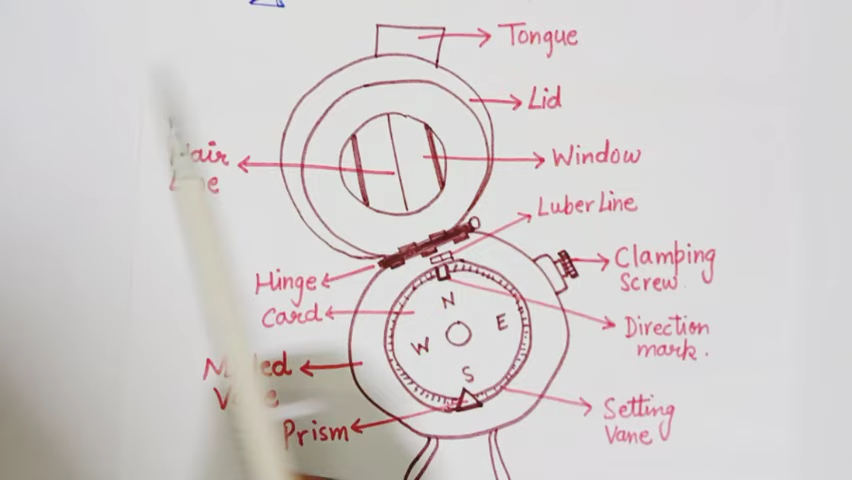 Tongue
Lid
Window
Luber Line
Hinge
Clamping
Screw
Card
Direction
mark.
N
E
W
S
Setting
Vane
Prism